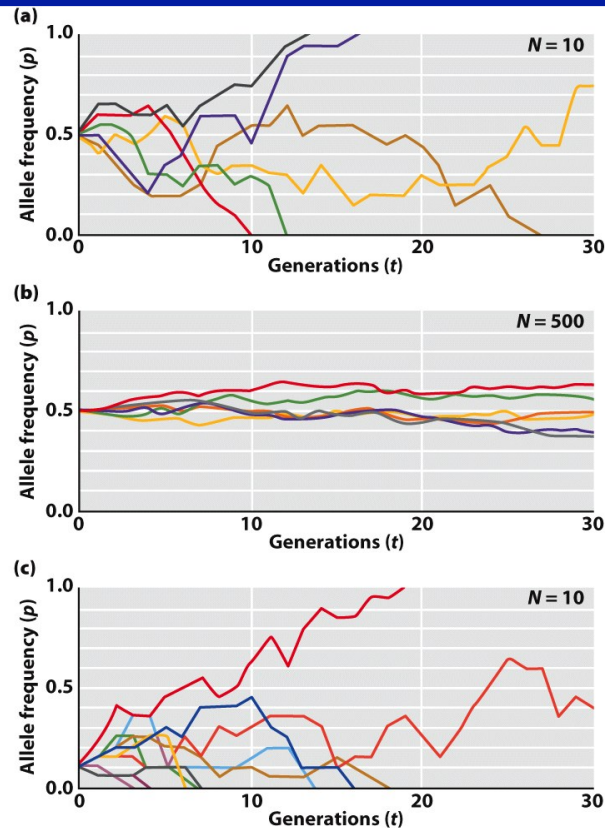 (a)
1.0
N = 10
Allele frequency (p)
0.5
0.0
0
10
20
30
Generations (t)
(b)
1.0
N = 500
Allele frequency (p)
0.5
0.0
0
10
20
30
Generations (t)
(c)
1.0
N = 10
Allele frequency (p)
0.5
0.0
0
10
20
30
Generations (t)